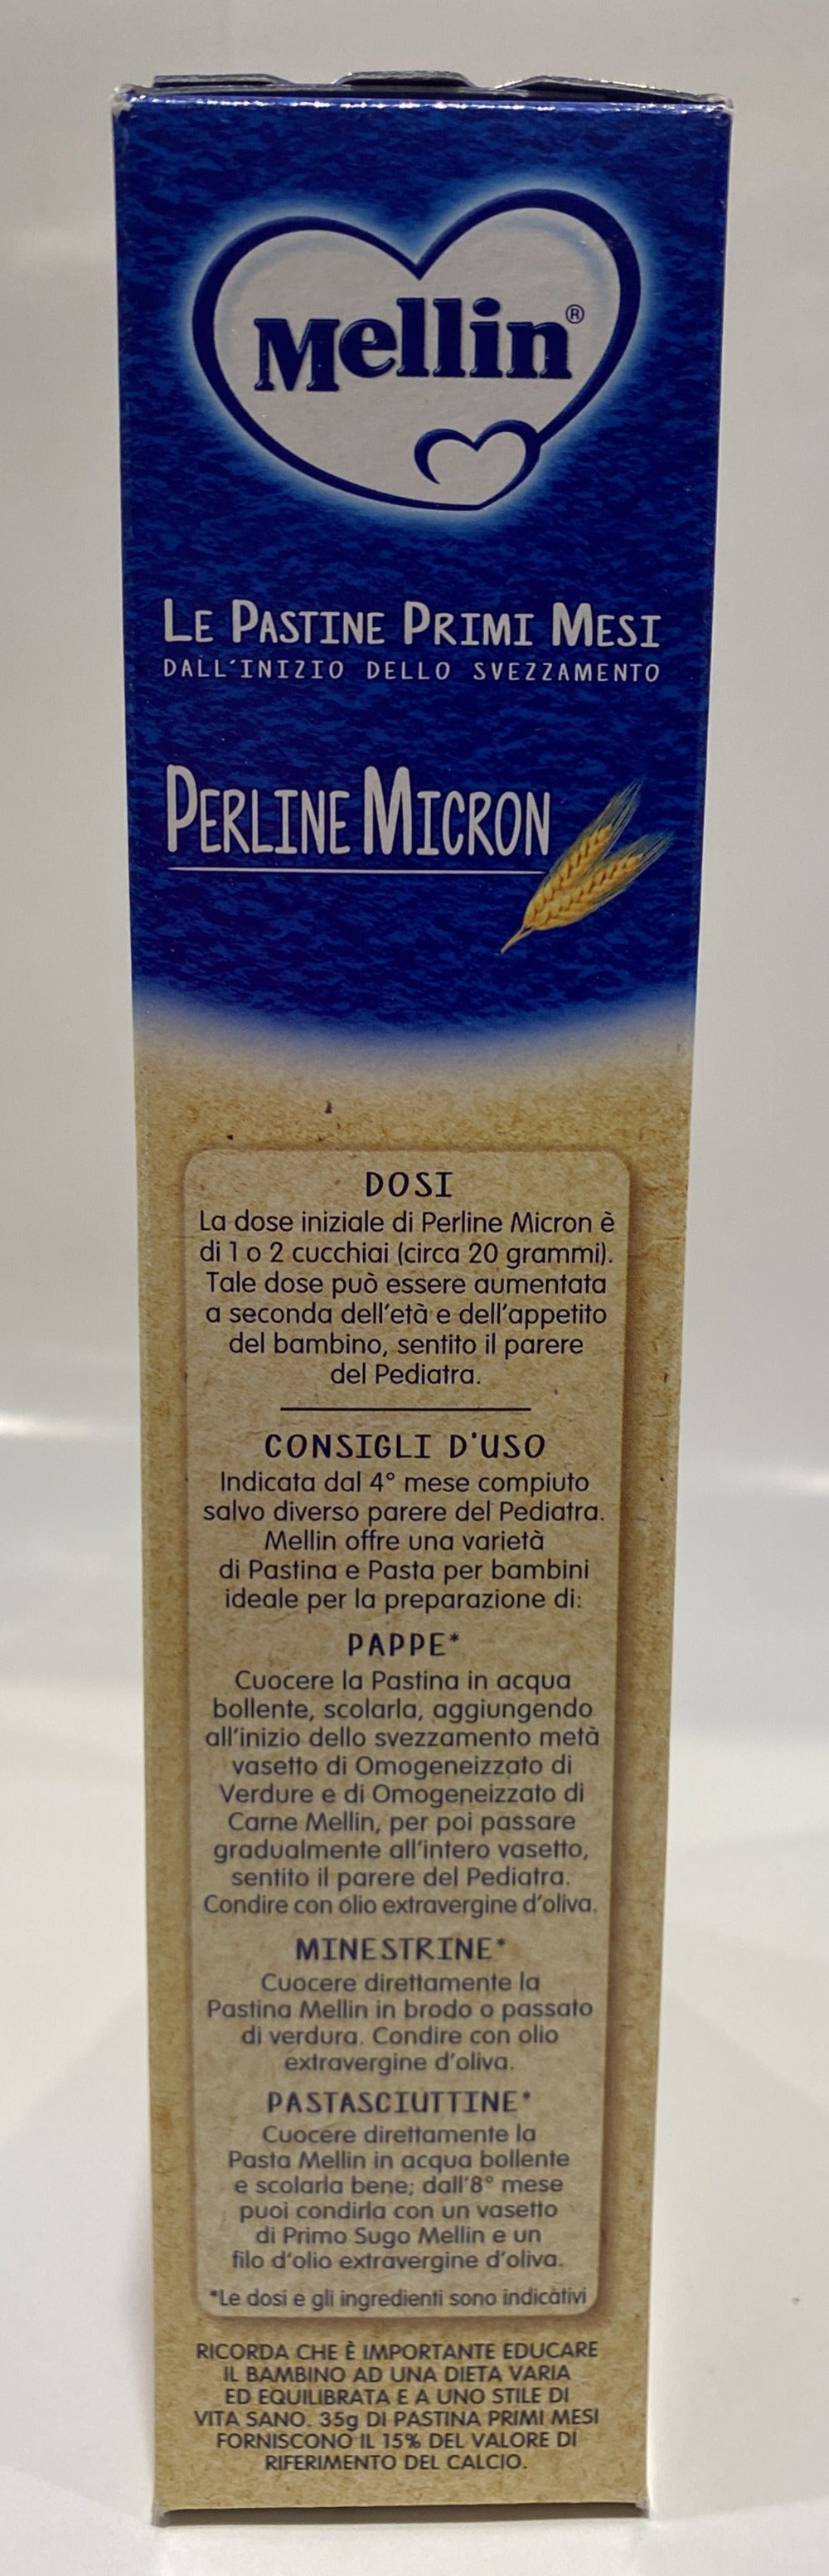 Mellin®
LE PASTINE PRIMI MESI
DALL'INIZIO DELLO SVEZZAMENTO
PERLINE MICRON
DOSI
La dose iniziale di Perline Micron è
di 1 o 2 cucchiai (circa 20 grammi).
Tale dose può essere aumentata
a seconda dell'età e dell'appetito
del bambino, sentito il parere
del Pediatra.
CONSIGLI D'USO
Indicata dal 4° mese compiuto
salvo diverso parere del Pediatra.
Mellin offre una varietà
di Pastina e Pasta per bambini
ideale per la preparazione di:
PAPPE*
Cuocere la Pastina in acqua
bollente, scolarla, aggiungendo
all'inizio dello svezzamento metà
vasetto di Omogeneizzato di
Verdure e di Omogeneizzato di
Carne Mellin, per poi passare
gradualmente all'intero vasetto,
sentito il parere del Pediatra.
Condire con olio extravergine d'oliva.
MINESTRINE*
Cuocere direttamente la
Pastina Mellin in brodo o passato
di verdura. Condire con olio
extravergine d'oliva.
PASTASCIUTTINE*
Cuocere direttamente la
Pasta Mellin in acqua bollente
e scolarla bene; dall'8° mese
puoi condirla con un vasetto
di Primo Sugo Mellin e un
filo d'olio extravergine d'oliva.
*Le dosi e gli ingredienti sono indicativi
RICORDA CHE È IMPORTANTE EDUCARE
IL BAMBINO AD UNA DIETA VARIA
ED EQUILIBRATA E A UNO STILE DI
VITA SANO. 35g DI PASTINA PRIMI MESI
FORNISCONO IL 15% DEL VALORE DI
RIFERIMENTO DEL CALCIO.